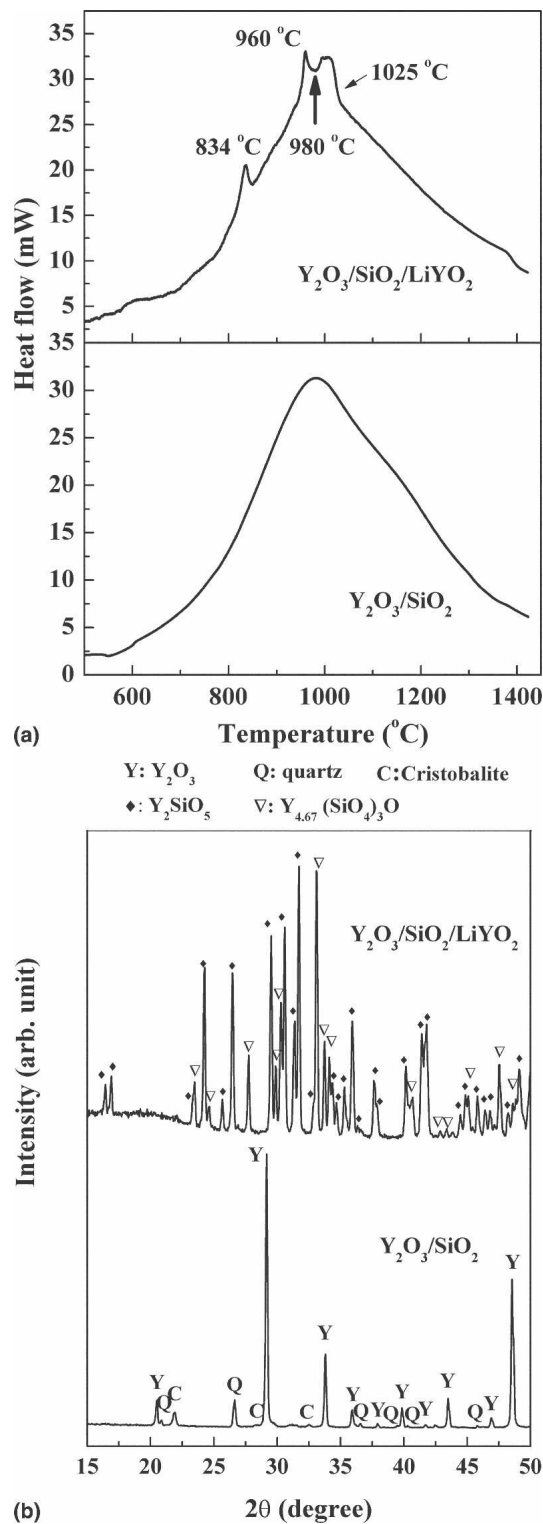 35
960 °C
30
1025 °C
25
834 °C
980 °C
20
15
10
Y₂O₃/SiO₂/LiYO₂
5
Heat flow (mW)
35
30
25
20
15
10
Y₂O₃/SiO₂
5
0
600 800 1000 1200 1400
Temperature (°C)
(a)
Y: Y₂O₃ Q: quartz C:Cristobalite
♦: Y₂SiO₅ ▽: Y₄.₆₇ (SiO₄)₃O
Y₂O₃/SiO₂/LiYO₂
Intensity (arb. unit)
Y
Y₂O₃/SiO₂
Y
Y
Y Q C Q C C Y Q Y Q Y Q Y Y Q Y
15 20 25 30 35 40 45 50
2θ (degree)
(b)